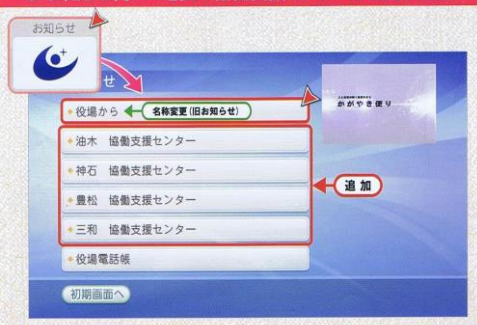 お知らせ
せ
役場から
名称変更(旧お知らせ)
かがやき便り
油木 協働支援センター
神石 協働支援センター
豊松 協働支援センター
三和 協働支援センター
追加
役場電話帳
初期画面へ